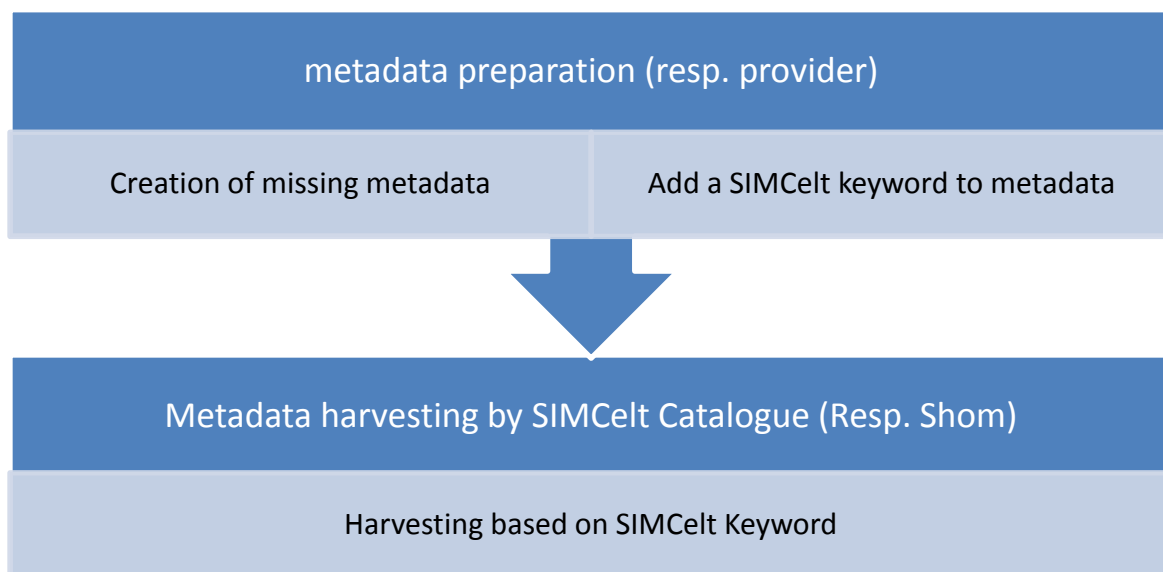 metadata preparation (resp. provider)
Creation of missing metadata
Add a SIMCelt keyword to metadata
Metadata harvesting by SIMCelt Catalogue (Resp. Shom)
Harvesting based on SIMCelt Keyword